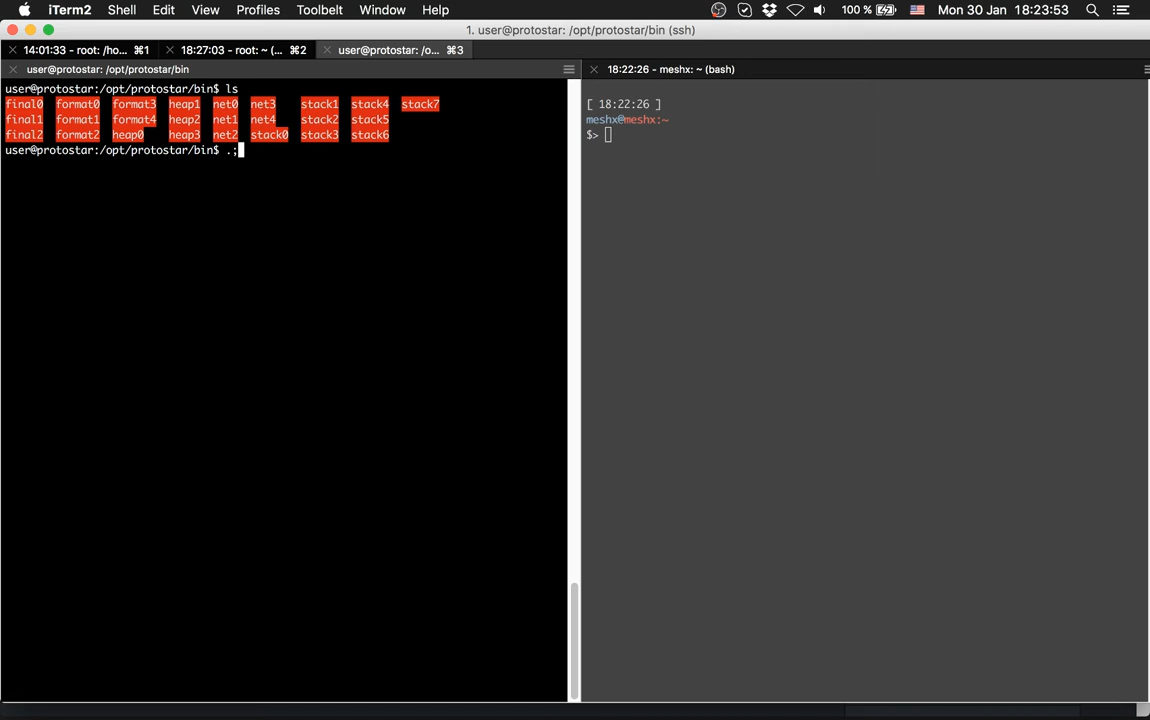 iTerm2 Shell Edit View Profiles Toolbelt Window Help 100 % Mon 30 Jan 18:23:53
1. user@protostar: /opt/protostar/bin (ssh)
14:01:33 - root: /ho... ⌘1 18:27:03 - root: ~ (... ⌘2 user@protostar: /o... ⌘3
user@protostar: /opt/protostar/bin
user@protostar:/opt/protostar/bin$ ls
final0 format0 format3 heap1 net0 net3 stack1 stack4 stack7
final1 format1 format4 heap2 net1 net4 stack2 stack5
final2 format2 heap0 heap3 net2 stack0 stack3 stack6
user@protostar:/opt/protostar/bin$ .;
18:22:26 - meshx: ~ (bash)
[ 18:22:26 ]
meshx@meshx:~
$>